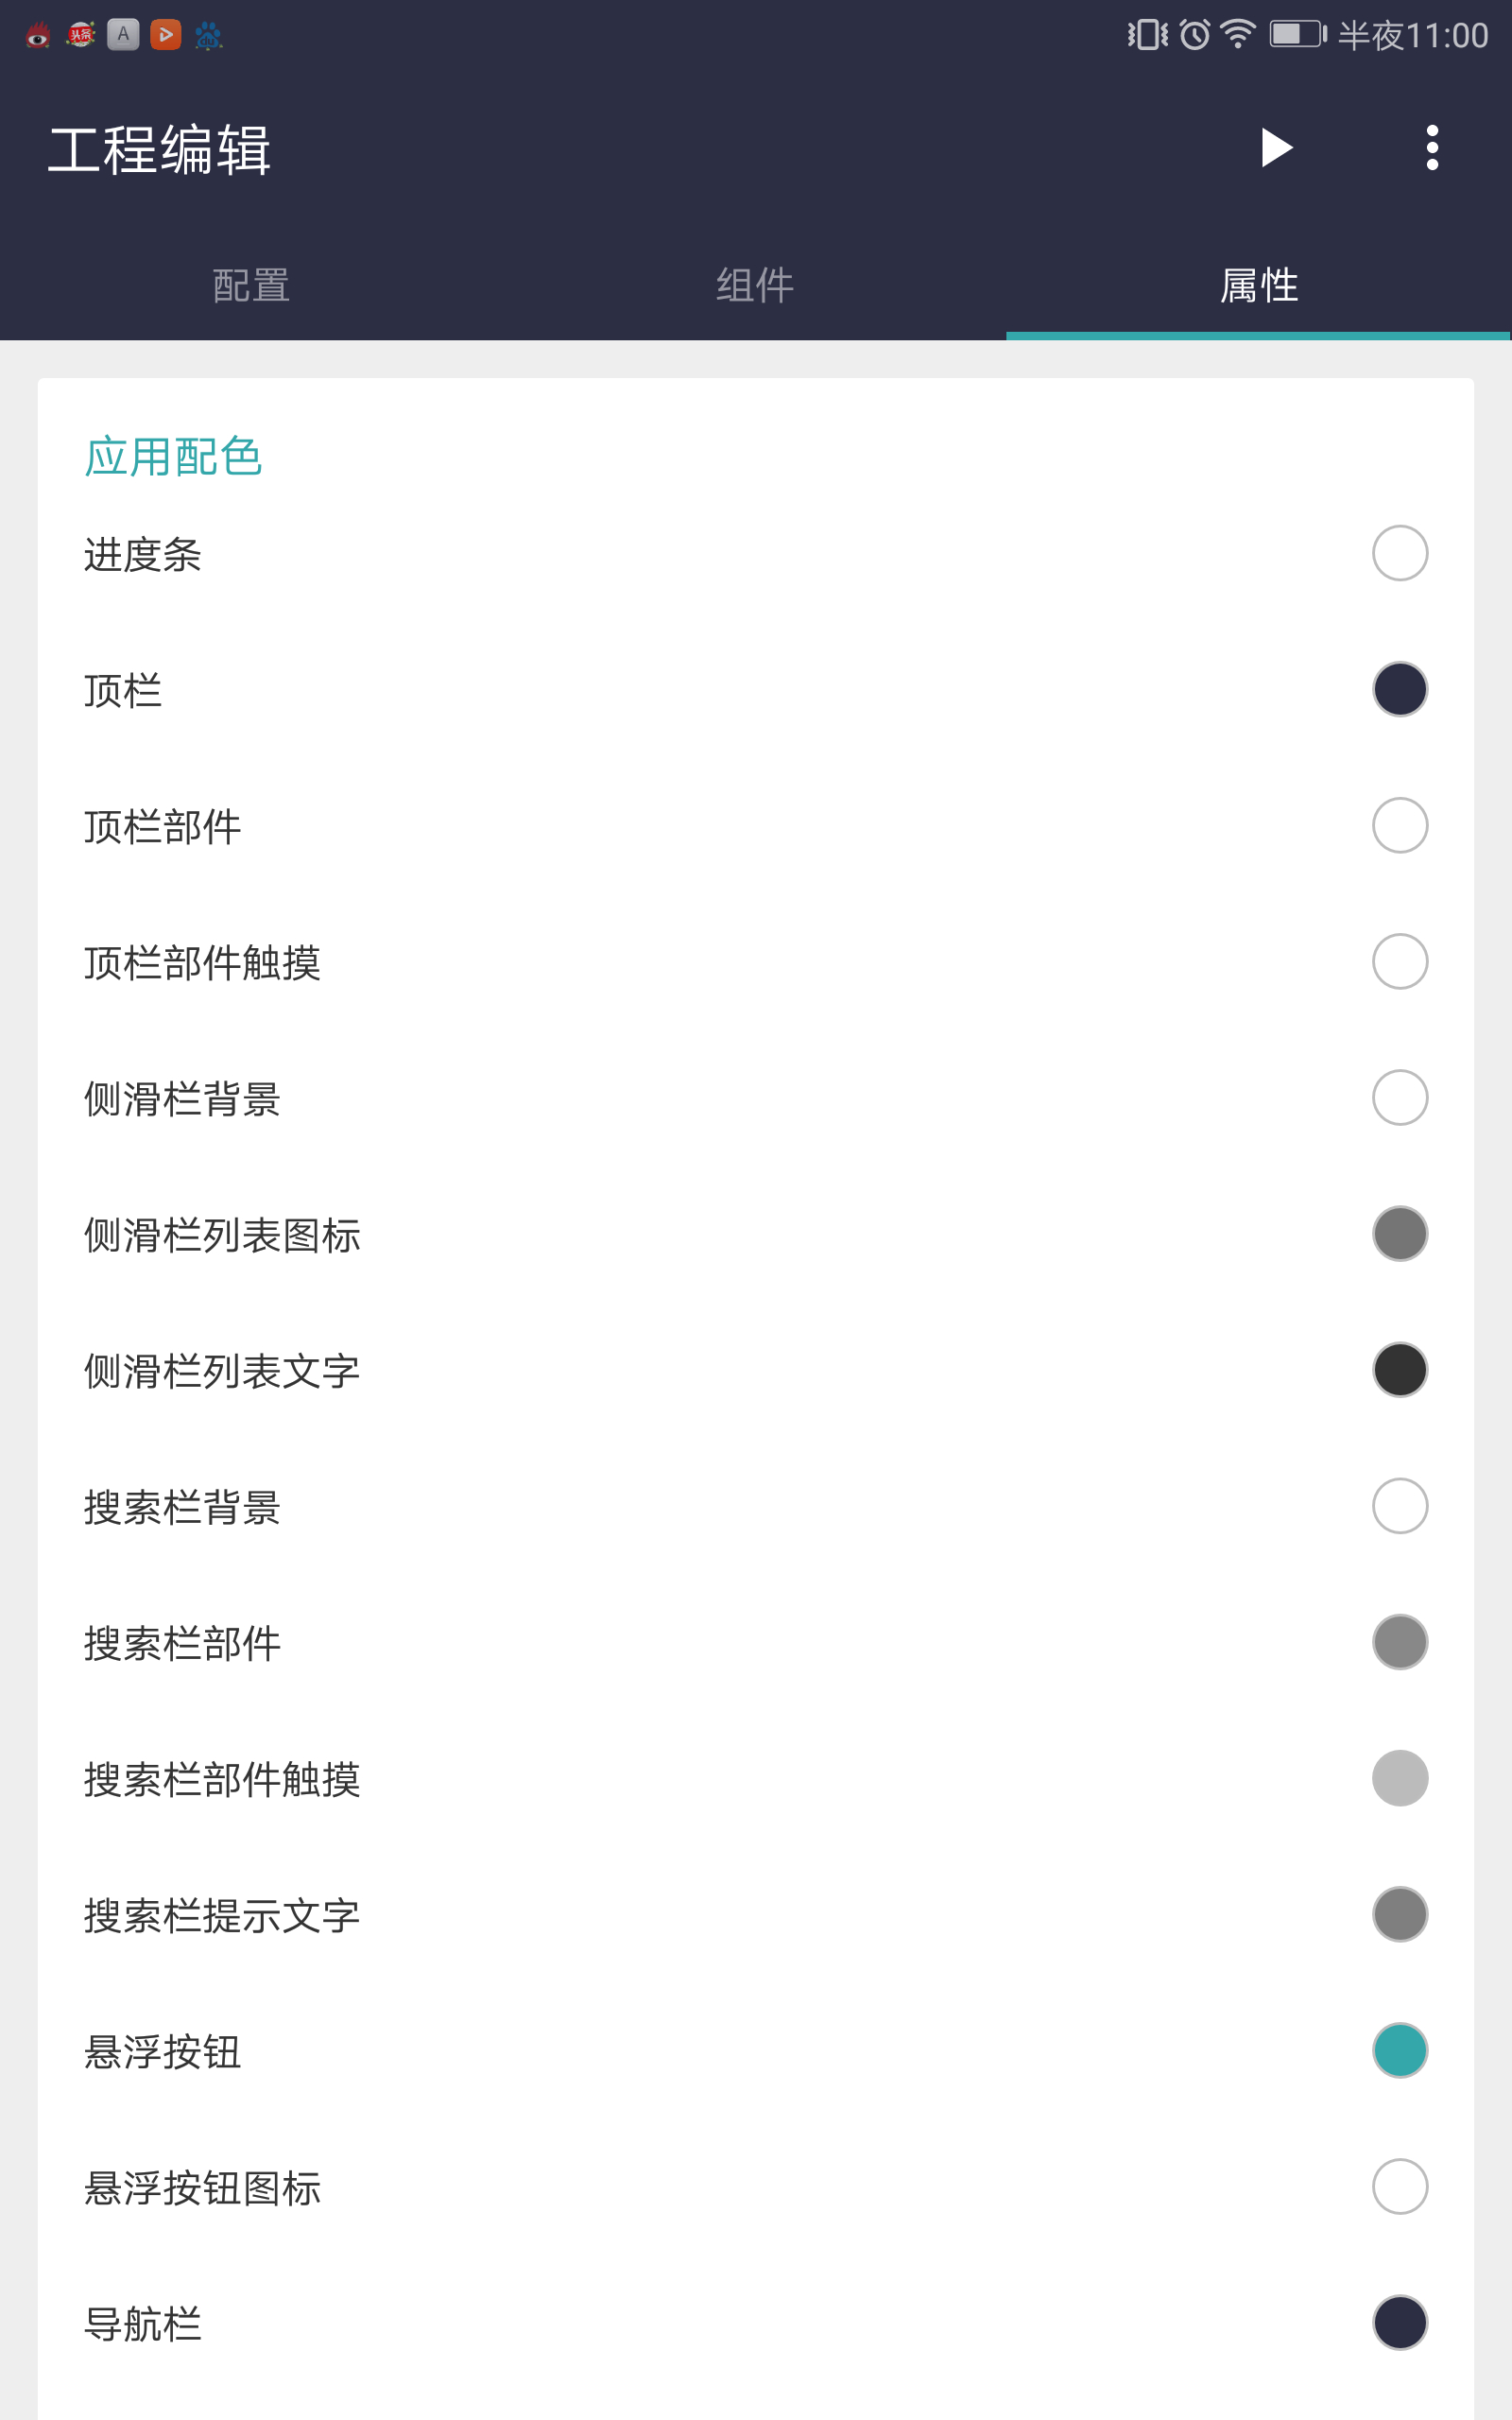 头条 A du 半夜11:00
工程编辑
配置 组件 属性
应用配色
进度条
顶栏
顶栏部件
顶栏部件触摸
侧滑栏背景
侧滑栏列表图标
侧滑栏列表文字
搜索栏背景
搜索栏部件
搜索栏部件触摸
搜索栏提示文字
悬浮按钮
悬浮按钮图标
导航栏